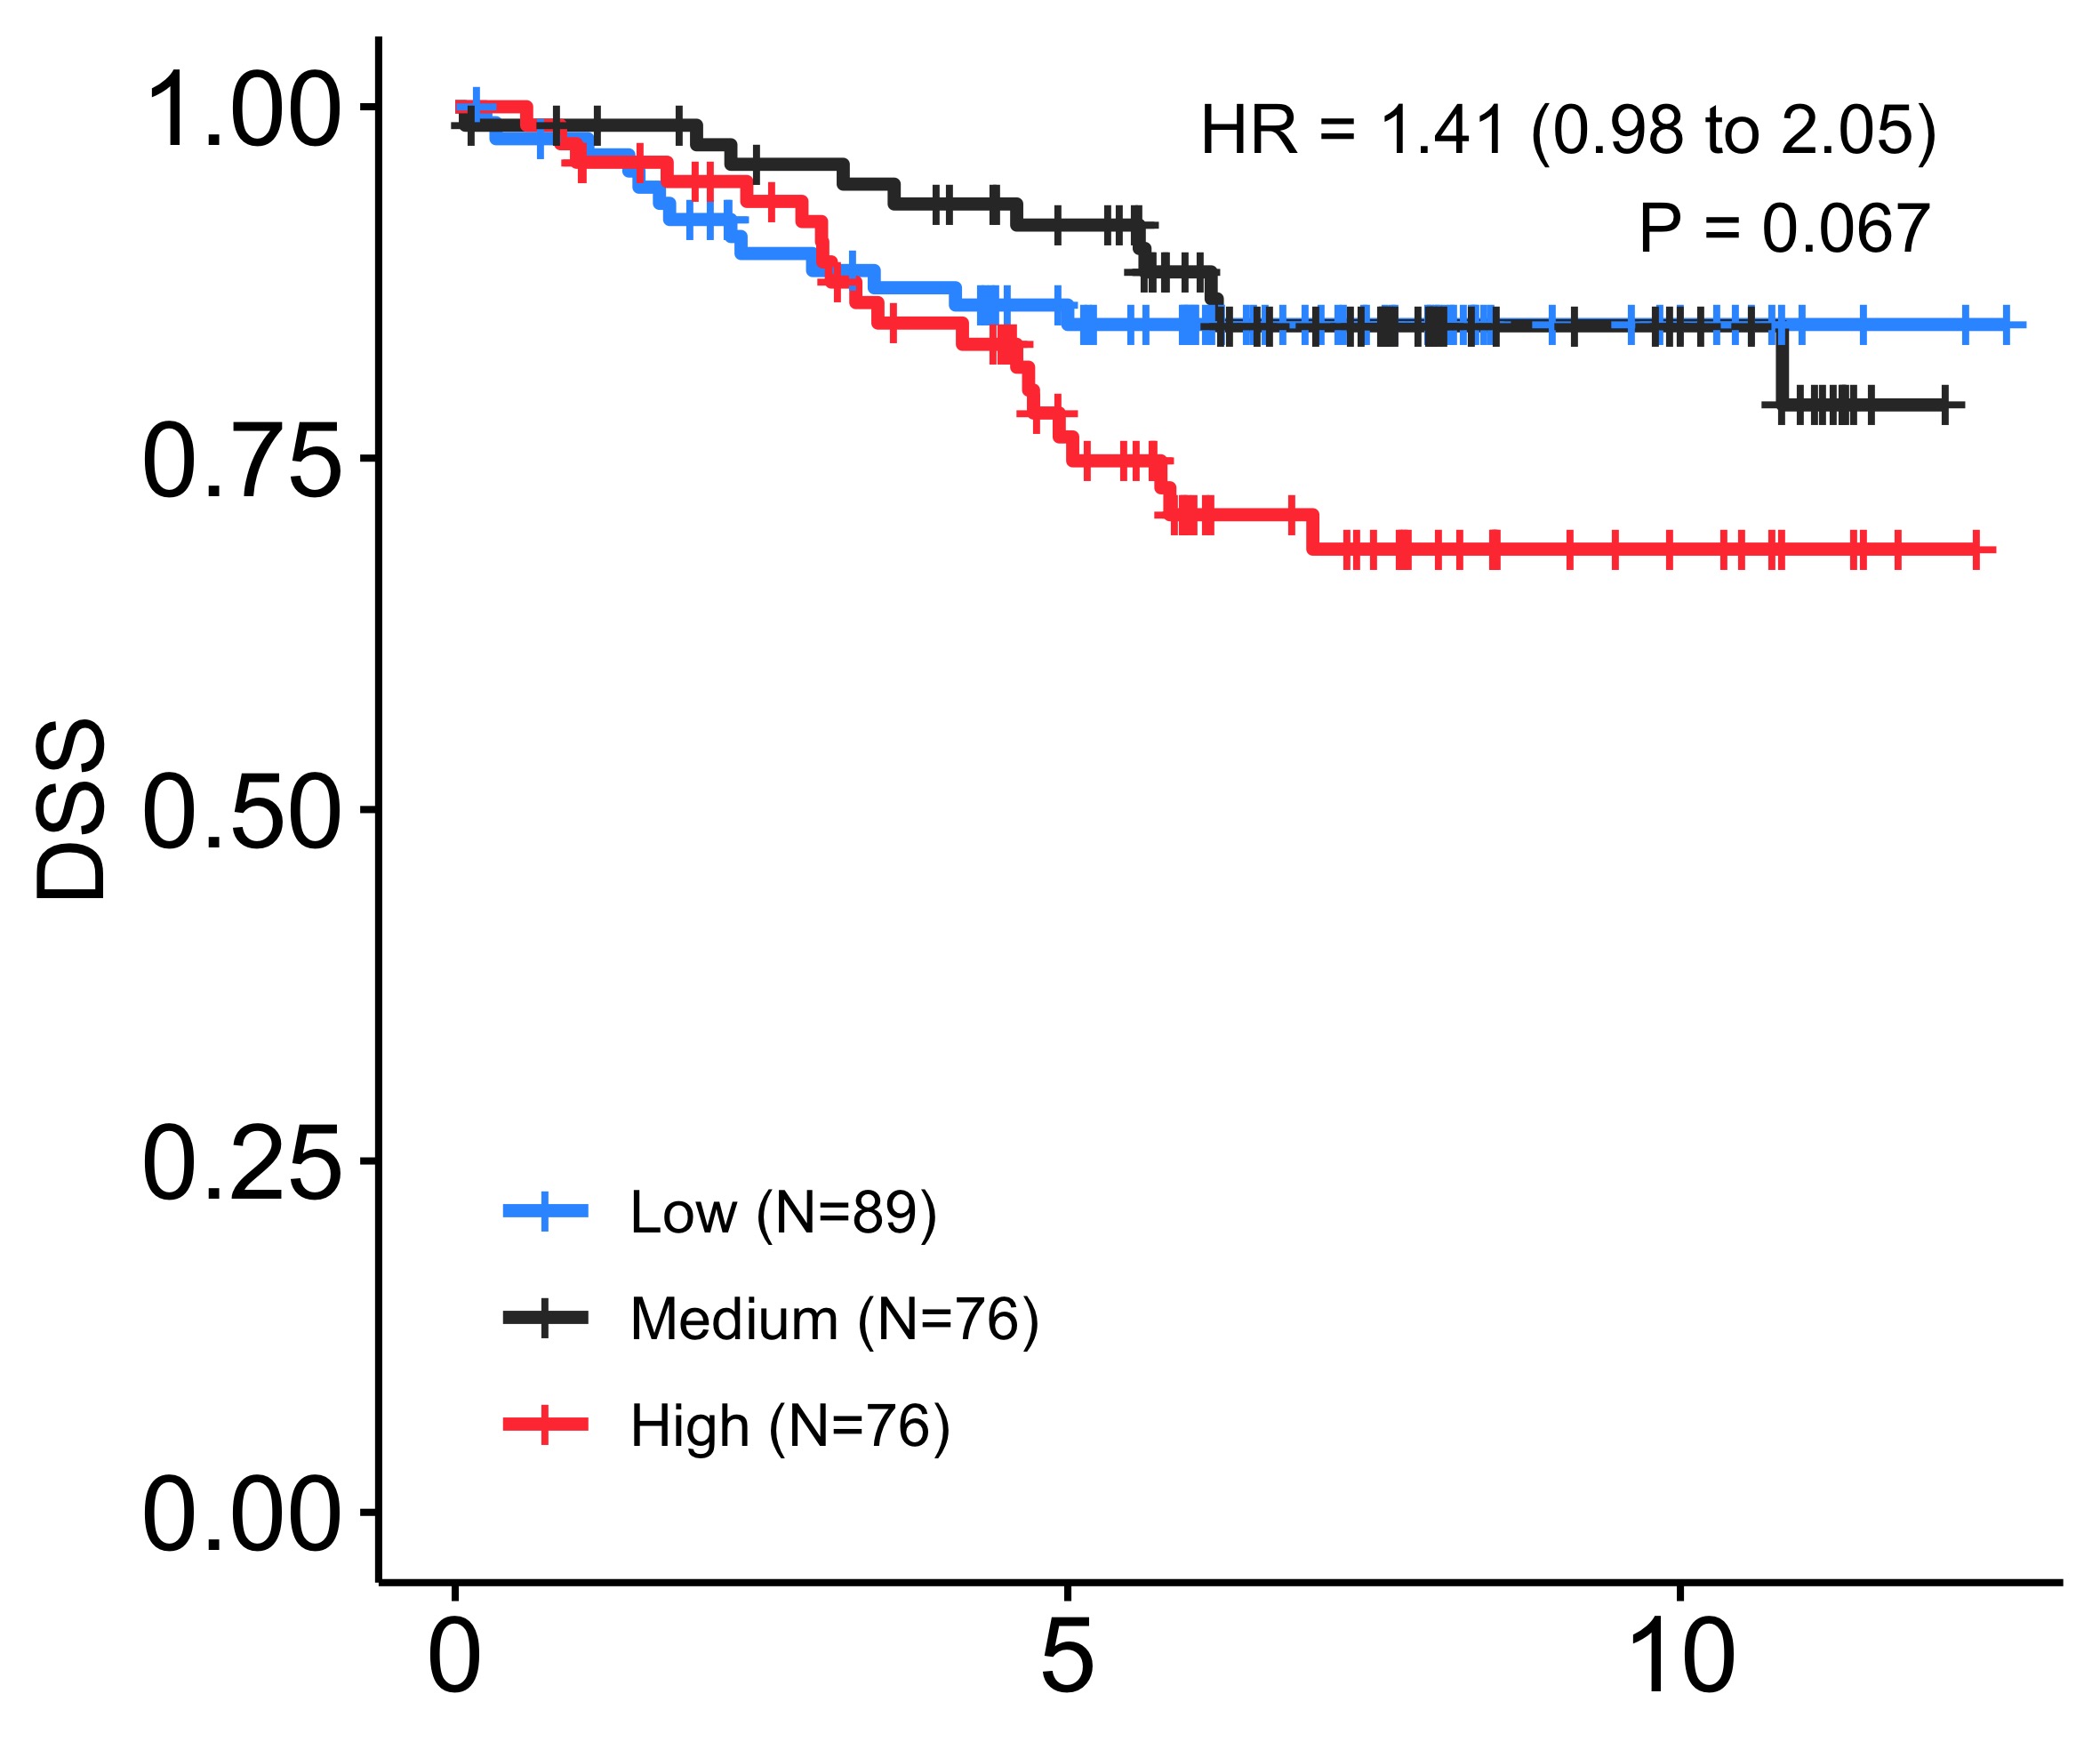 1.00
HR = 1.41 (0.98 to 2.05)
P = 0.067
0.75
DSS
0.50
0.25
Low (N=89)
Medium (N=76)
High (N=76)
0.00
0 5 10